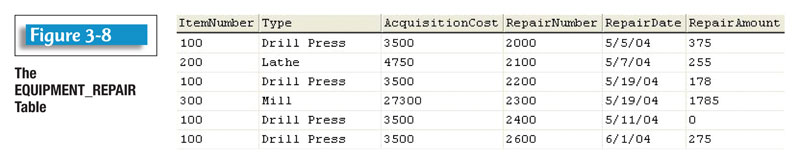 Figure 3-8
The
EQUIPMENT_REPAIR
Table
ItemNumber Type AcquisitionCost RepairNumber RepairDate RepairAmount
100 Drill Press 3500 2000 5/5/04 375
200 Lathe 4750 2100 5/7/04 255
100 Drill Press 3500 2200 5/19/04 178
300 Mill 27300 2300 5/19/04 1785
100 Drill Press 3500 2400 5/11/04 0
100 Drill Press 3500 2600 6/1/04 275